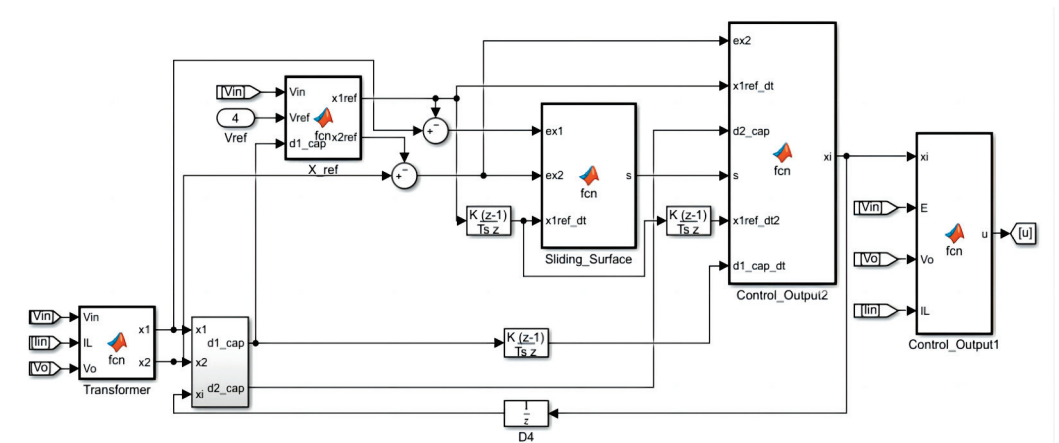 ex2
x1ref_dt
d2_cap
s
x1ref_dt2
d1_cap_dt
xi
fcn
Control_Output2
[Vin]
4
Vref
Vin
Vref
d1_cap
x1ref
x2ref
fcn
X_ref
+
−
+
−
ex1
ex2
x1ref_dt
s
fcn
Sliding_Surface
K (z-1)
Ts z
K (z-1)
Ts z
K (z-1)
Ts z
xi
E
Vo
IL
u
fcn
Control_Output1
[Vin]
[Vo]
[Iin]
[u]
[Vin]
[Iin]
[Vo]
Vin
IL
Vo
x1
x2
fcn
Transformer
x1
x2
xi
d1_cap
d2_cap
1
z
D4